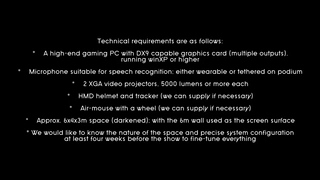 Technical requirements are as follows:
* A high-end gaming PC with DX9 capable graphics card (multiple outputs),
running winXP or higher
* Microphone suitable for speech recognition: either wearable or tethered on podium
* 2 XGA video projectors, 5000 lumens or more each
* HMD helmet and tracker (we can supply if necessary)
* Air-mouse with a wheel (we can supply if necessary)
* Approx. 6x4x3m space (darkened); with the 6m wall used as the screen surface
* We would like to know the nature of the space and precise system configuration
at least four weeks before the show to fine-tune everything